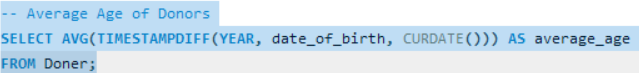 -- Average Age of Donors
SELECT AVG(TIMESTAMPDIFF(YEAR, date_of_birth, CURDATE())) AS average_age
FROM Doner;